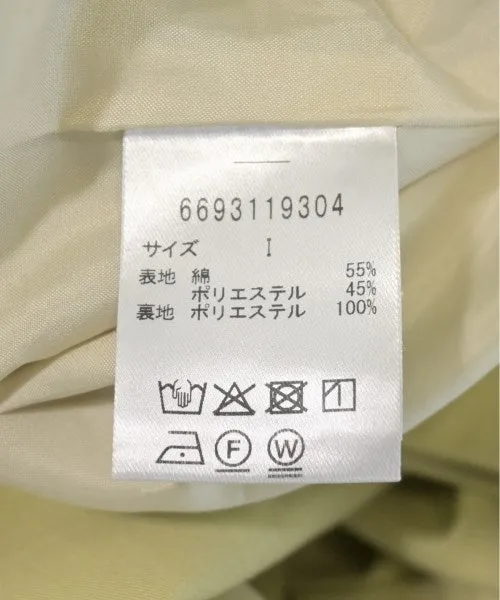 6693119304
サイズ I
表地 綿 55%
ポリエステル 45%
裏地 ポリエステル 100%
F W